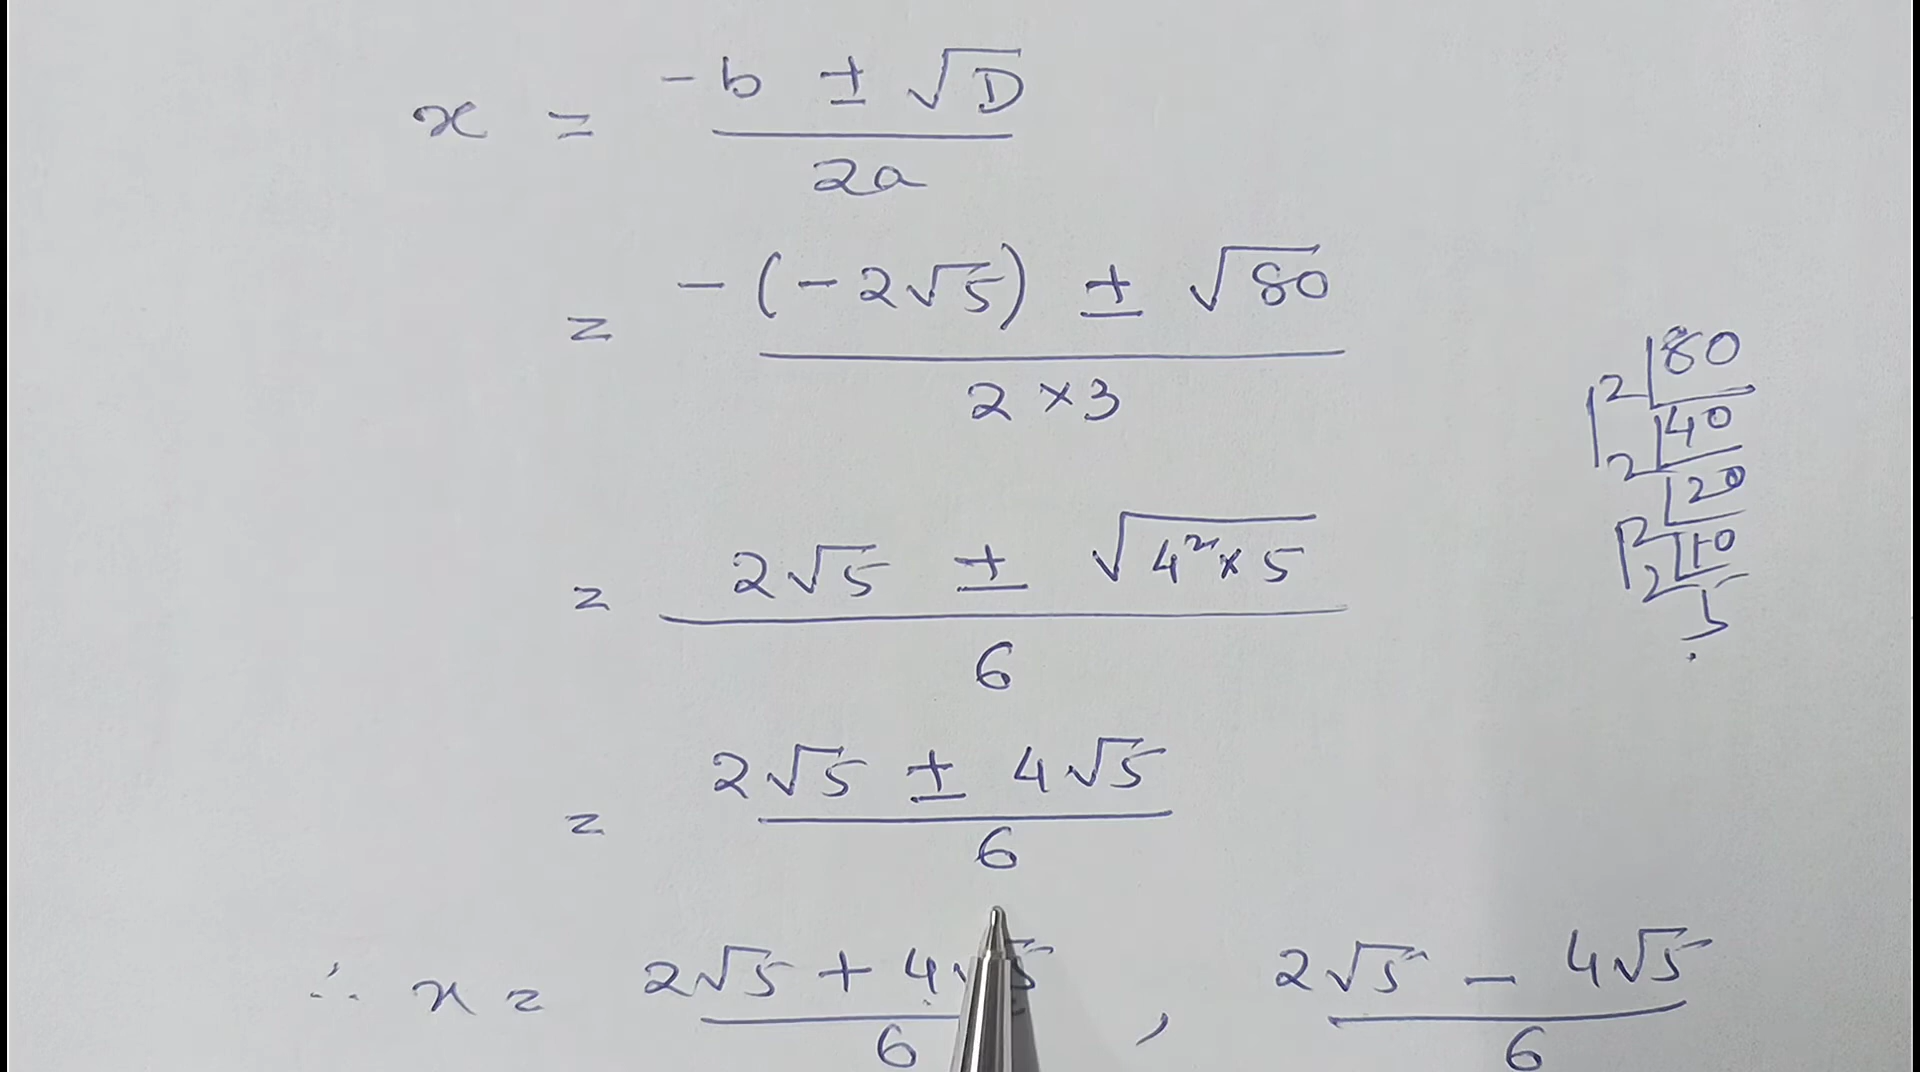 x = (-b ± √D) / 2a
= (-(-2√5) ± √80) / (2 × 3)
= (2√5 ± √(4² × 5)) / 6
= (2√5 ± 4√5) / 6
∴ x = (2√5 + 4√5) / 6 , (2√5 - 4√5) / 6
2 | 80
2 | 40
2 | 20
2 | 10
5